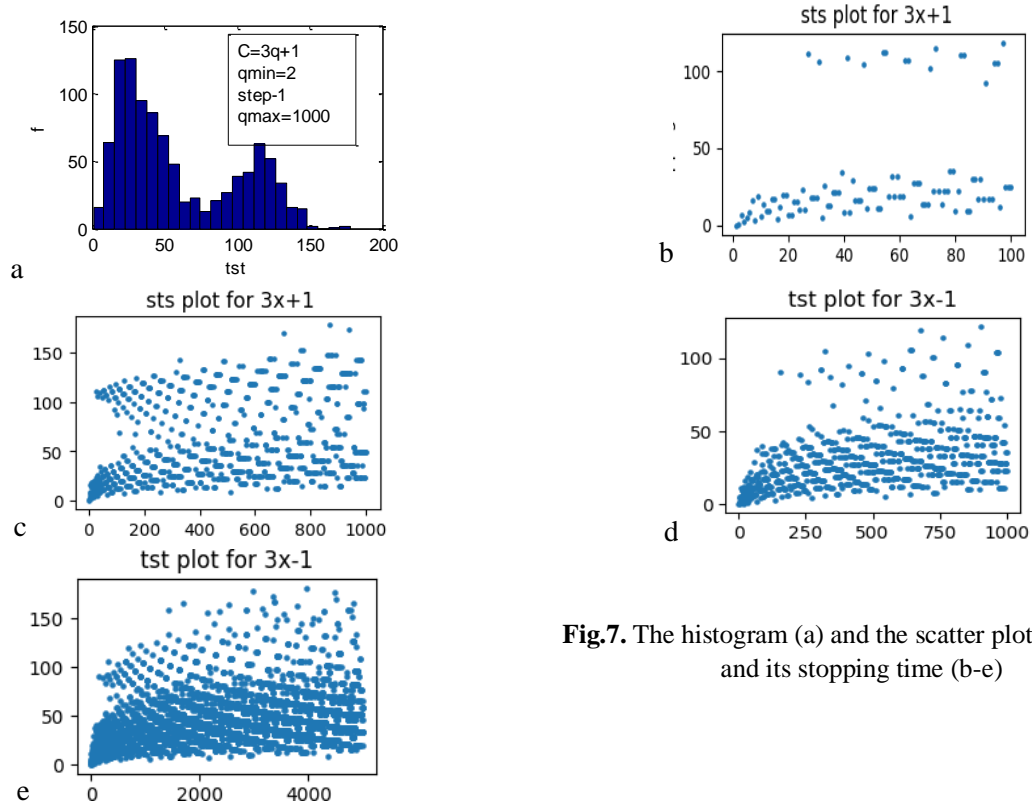 150
100
50
0
f
C=3q+1
qmin=2
step-1
qmax=1000
0 50 100 150 200
tst
a
sts plot for 3x+1
100
50
0
0 20 40 60 80 100
b
sts plot for 3x+1
150
100
50
0
0 200 400 600 800 1000
c
tst plot for 3x-1
100
50
0
0 250 500 750 1000
d
tst plot for 3x-1
150
100
50
0
0 2000 4000
e
Fig.7. The histogram (a) and the scatter plot
and its stopping time (b-e)